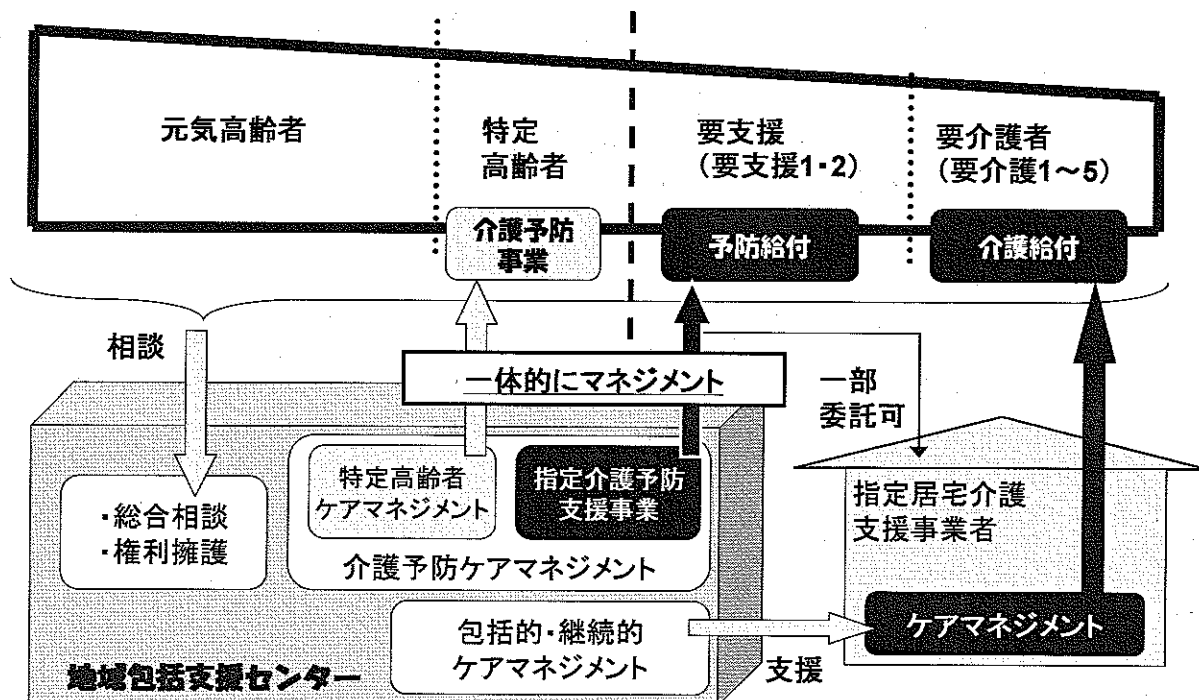 元気高齢者
特定
高齢者
要支援
(要支援1・2)
要介護者
(要介護1～5)
介護予防
事業
予防給付
介護給付
相談
一体的にマネジメント
一部
委託可
特定高齢者
ケアマネジメント
指定介護予防
支援事業
・総合相談
・権利擁護
介護予防ケアマネジメント
指定居宅介護
支援事業者
包括的・継続的
ケアマネジメント
ケアマネジメント
支援
地域包括支援センター